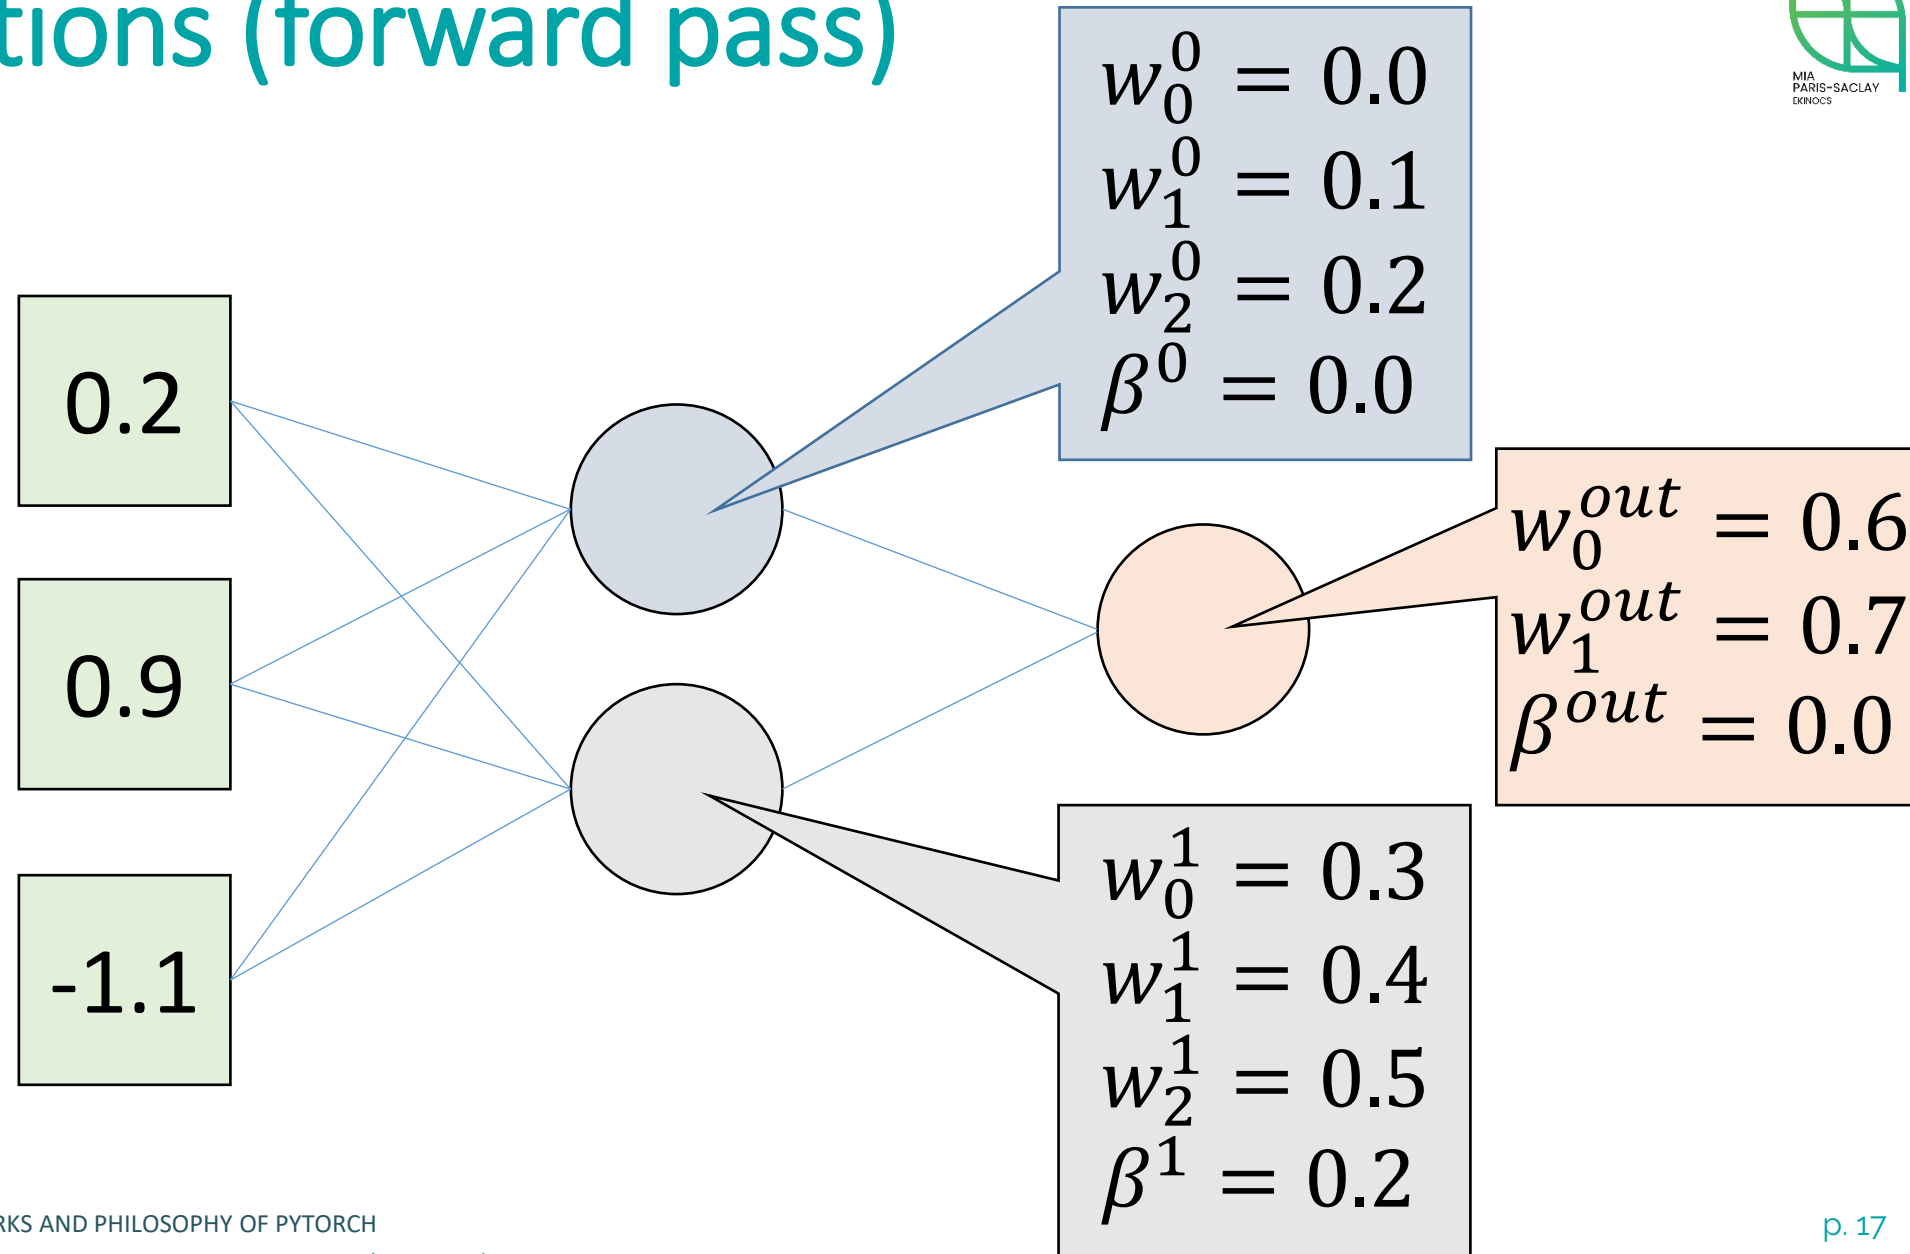 tions (forward pass)
MIA
PARIS-SACLAY
EKINOCS
w_0^0 = 0.0
w_1^0 = 0.1
w_2^0 = 0.2
β^0 = 0.0
0.2
0.9
-1.1
w_0^{out} = 0.6
w_1^{out} = 0.7
β^{out} = 0.0
w_0^1 = 0.3
w_1^1 = 0.4
w_2^1 = 0.5
β^1 = 0.2
RKS AND PHILOSOPHY OF PYTORCH
p. 17